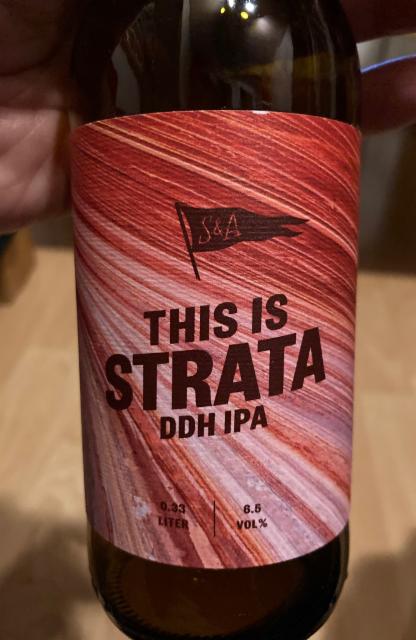 S&A
THIS IS
STRATA
DDH IPA
0.33 6.5
LITER VOL%